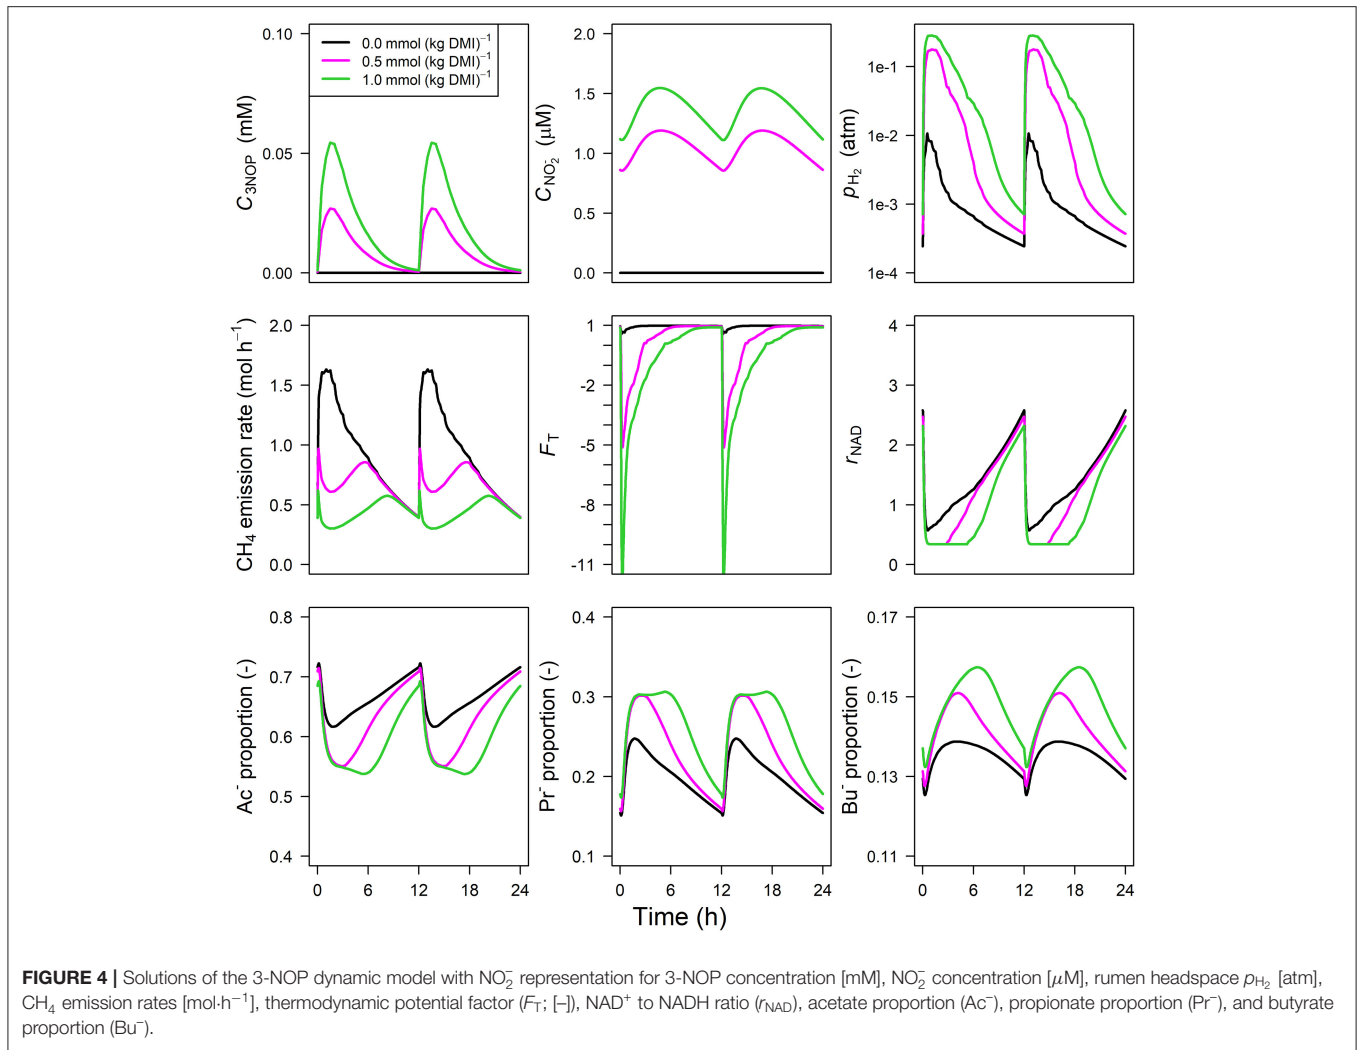 0.0 mmol (kg DMI)⁻¹
0.5 mmol (kg DMI)⁻¹
1.0 mmol (kg DMI)⁻¹
C3NOP (mM)
0.10
0.05
0.00
CNO₂⁻ (μM)
2.0
1.5
1.0
0.5
0.0
pH₂ (atm)
1e-1
1e-2
1e-3
1e-4
CH₄ emission rate (mol h⁻¹)
2.0
1.5
1.0
0.5
0.0
FT
1
-2
-5
-8
-11
rNAD
4
3
2
1
0
Ac⁻ proportion (-)
0.8
0.7
0.6
0.5
0.4
0 6 12 18 24
Pr⁻ proportion (-)
0.4
0.3
0.2
0.1
0 6 12 18 24
Bu⁻ proportion (-)
0.17
0.15
0.13
0.11
0 6 12 18 24
Time (h)
FIGURE 4 | Solutions of the 3-NOP dynamic model with NO₂⁻ representation for 3-NOP concentration [mM], NO₂⁻ concentration [μM], rumen headspace pH₂ [atm],
CH₄ emission rates [mol·h⁻¹], thermodynamic potential factor (FT; [–]), NAD⁺ to NADH ratio (rNAD), acetate proportion (Ac⁻), propionate proportion (Pr⁻), and butyrate
proportion (Bu⁻).